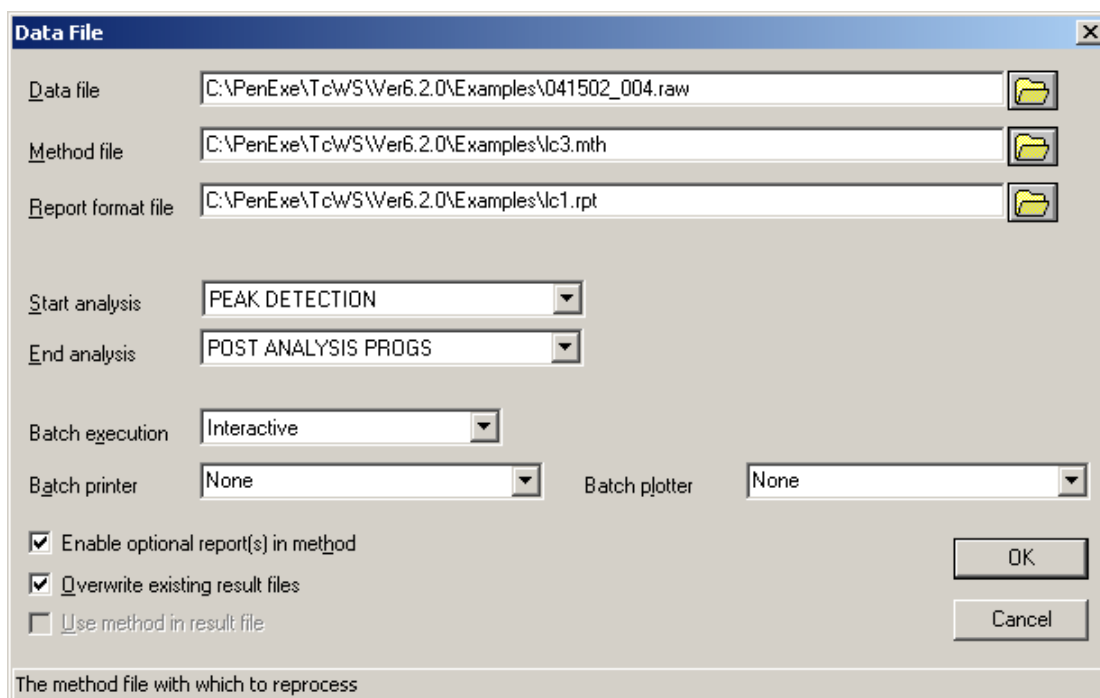 Data File
Data file C:\PenExe\TcWS\Ver6.2.0\Examples\041502_004.raw
Method file C:\PenExe\TcWS\Ver6.2.0\Examples\lc3.mth
Report format file C:\PenExe\TcWS\Ver6.2.0\Examples\lc1.rpt
Start analysis PEAK DETECTION
End analysis POST ANALYSIS PROGS
Batch execution Interactive
Batch printer None Batch plotter None
Enable optional report(s) in method
OK
Overwrite existing result files
Use method in result file
Cancel
The method file with which to reprocess